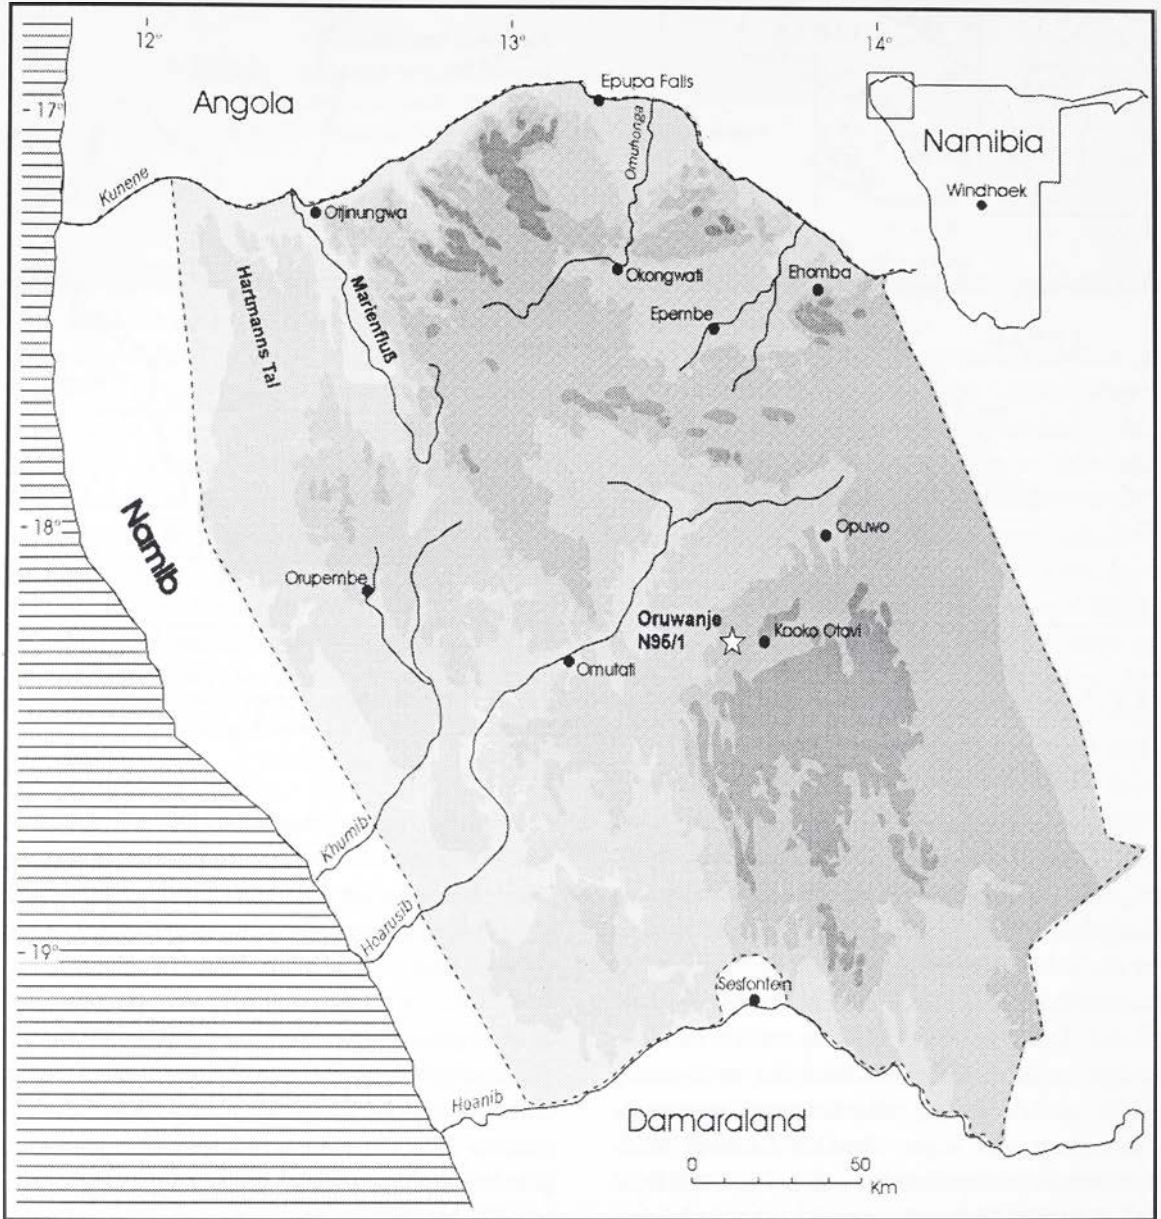 12°
13°
14°
Epupa Falls
Angola
17°
Omuhonga
Namibia
Kunene
Windhoek
Otjinungwa
Okongwati
Ehomba
Hartmanns Tal
Marienfluß
Epembe
Namib
18°
Opuwo
Orupembe
Oruwanje
N95/1
Kaoko Otavi
Omutati
Khumib
Hoarusib
19°
Sesfontein
Hoanib
Damaraland
0 50
Km